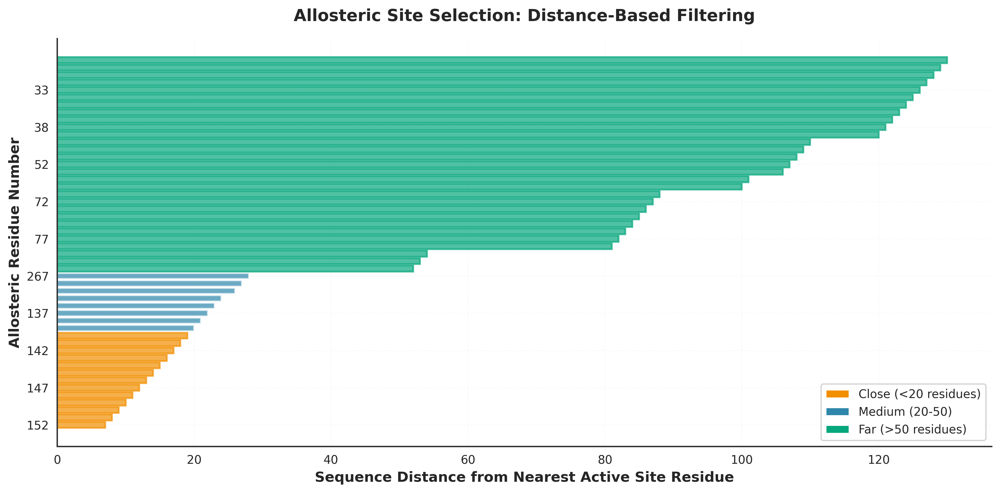 Allosteric Site Selection: Distance-Based Filtering
Allosteric Residue Number
33
38
52
72
77
267
137
142
147
152
0 20 40 60 80 100 120
Sequence Distance from Nearest Active Site Residue
Close (<20 residues)
Medium (20-50)
Far (>50 residues)